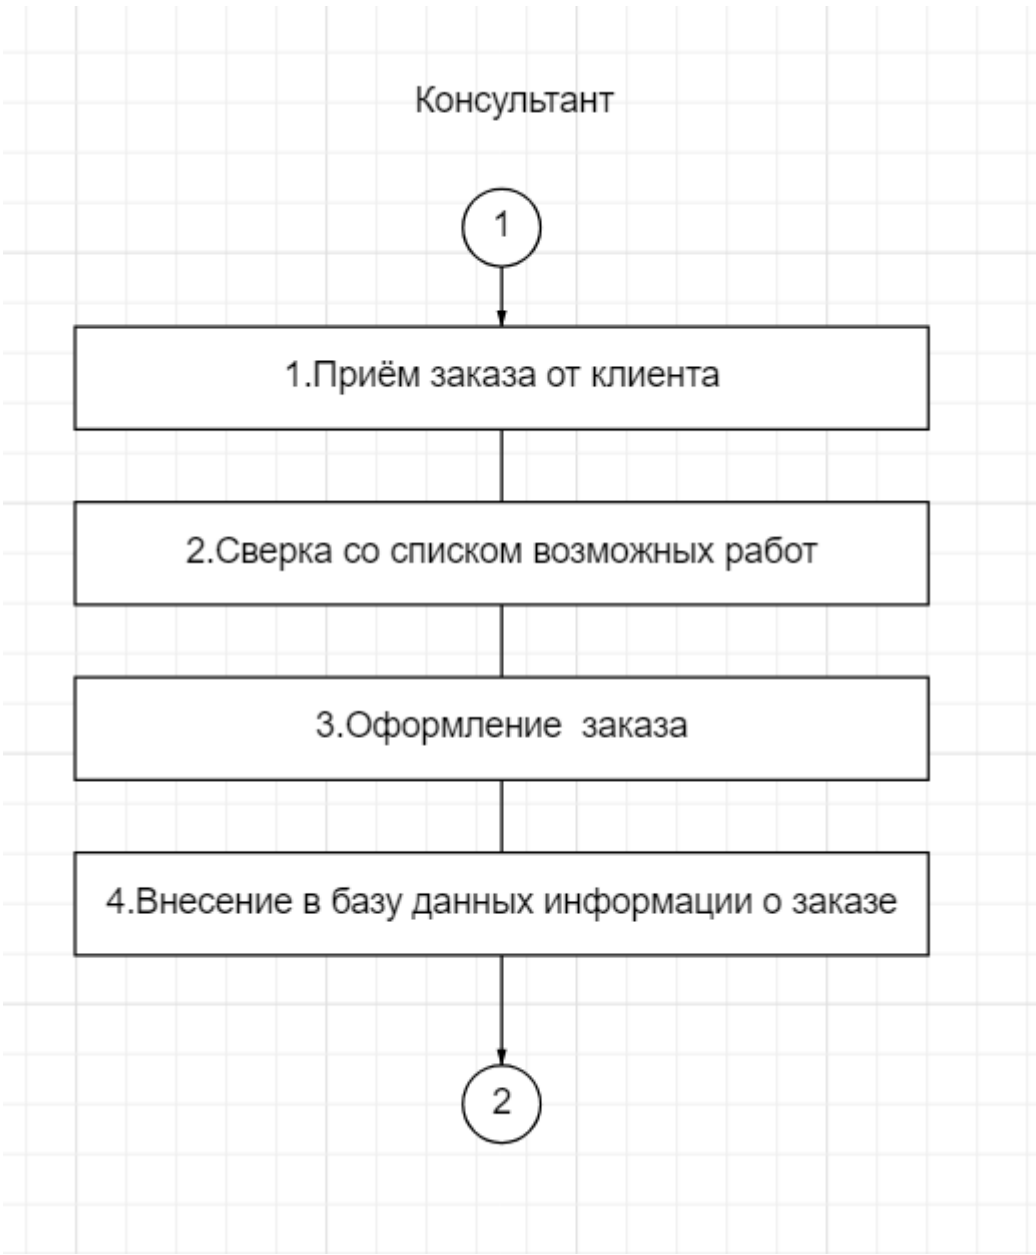 Консультант
1
1.Приём заказа от клиента
2.Сверка со списком возможных работ
3.Оформление  заказа
4.Внесение в базу данных информации о заказе
2